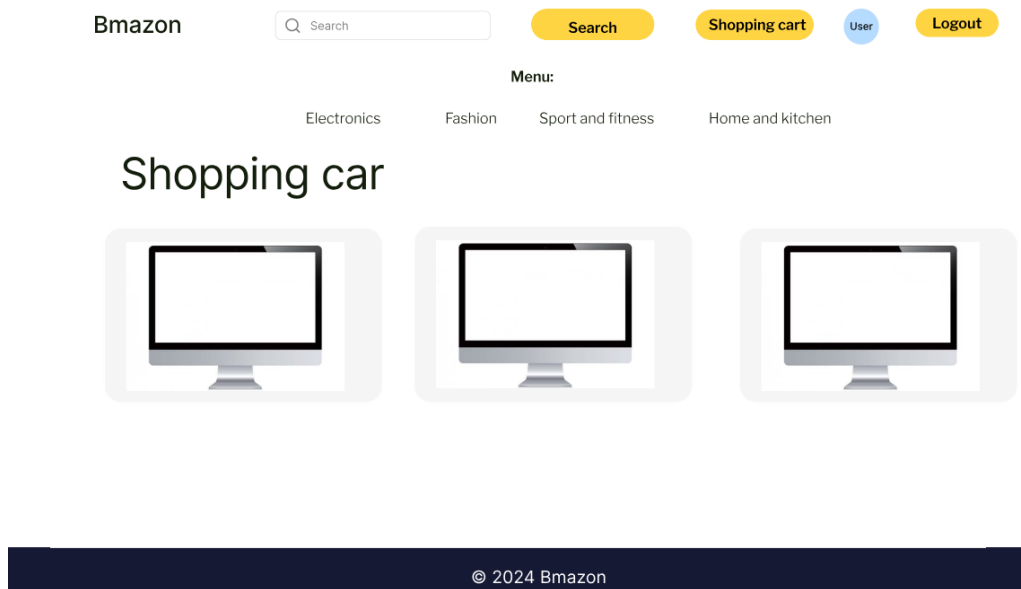 Bmazon
Search
Search
Shopping cart
User
Logout
Menu:
Electronics
Fashion
Sport and fitness
Home and kitchen
Shopping car
© 2024 Bmazon